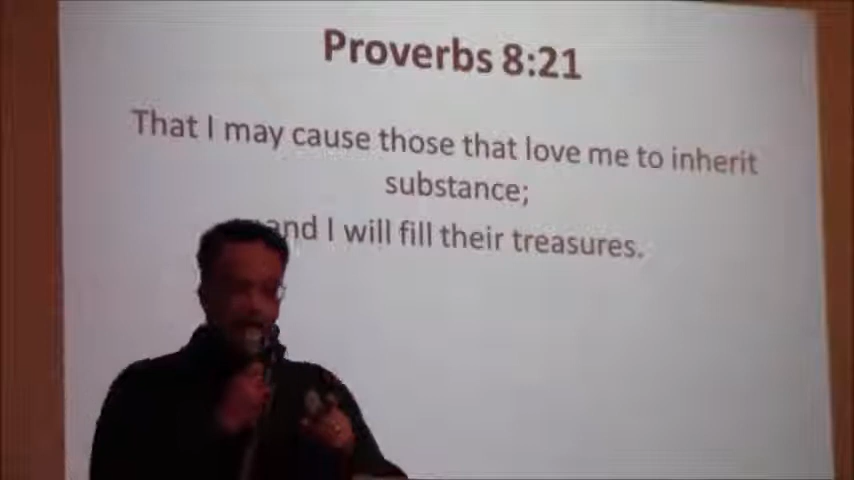 Proverbs 8:21
That I may cause those that love me to inherit
substance;
and I will fill their treasures.